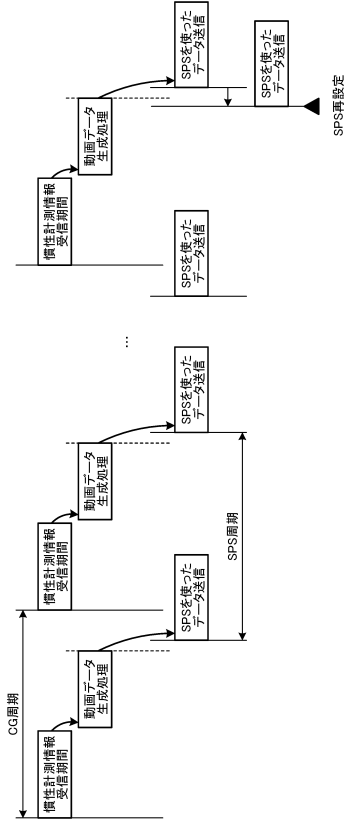 CG周期
慣性計測情報
受信期間
動画データ
生成処理
SPSを使った
データ送信
慣性計測情報
受信期間
動画データ
生成処理
SPSを使った
データ送信
SPS周期
…
SPSを使った
データ送信
慣性計測情報
受信期間
動画データ
生成処理
SPSを使った
データ送信
SPSを使った
データ送信
SPS再設定